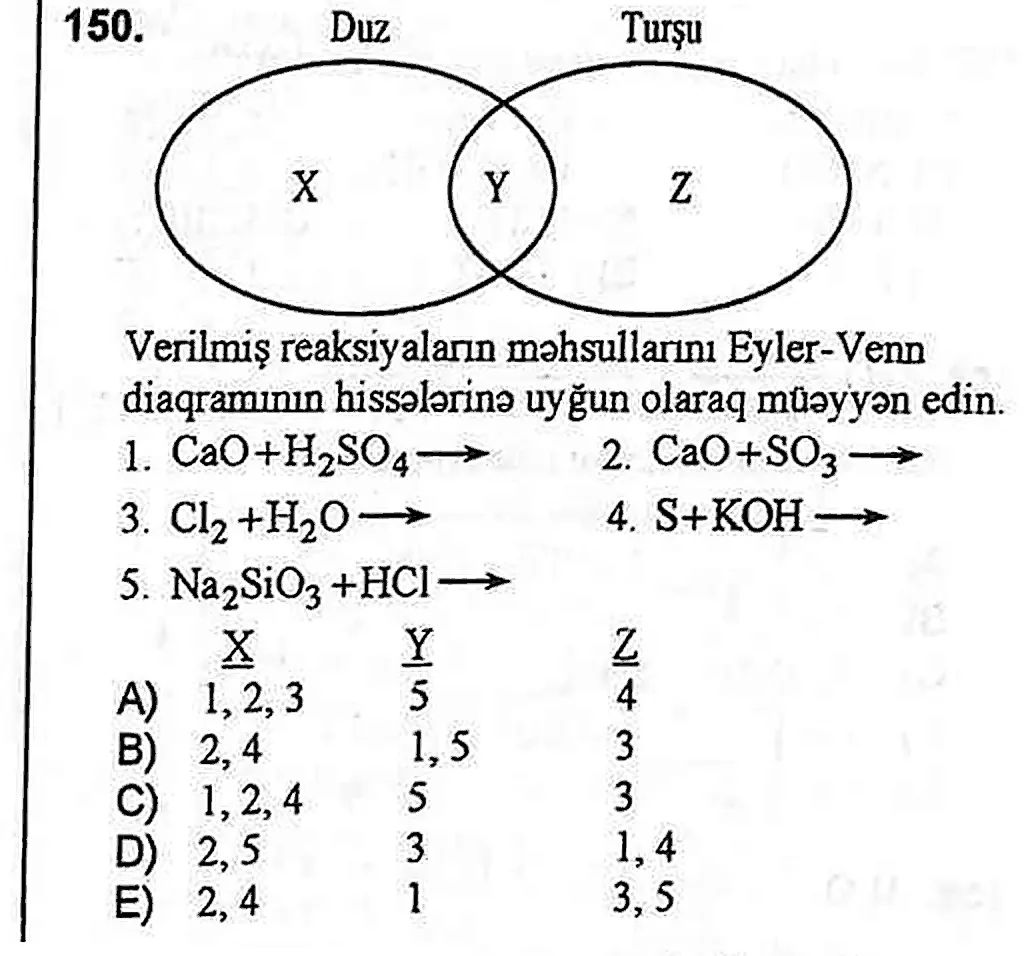 150. Duz Turşu
X Y Z
Verilmiş reaksiyaların məhsullarını Eyler-Venn
diaqramının hissələrinə uyğun olaraq müəyyən edin.
1. CaO+H₂SO₄⟶ 2. CaO+SO₃⟶
3. Cl₂+H₂O⟶ 4. S+KOH⟶
5. Na₂SiO₃+HCl⟶
X Y Z
A) 1, 2, 3 5 4
B) 2, 4 1, 5 3
C) 1, 2, 4 5 3
D) 2, 5 3 1, 4
E) 2, 4 1 3, 5